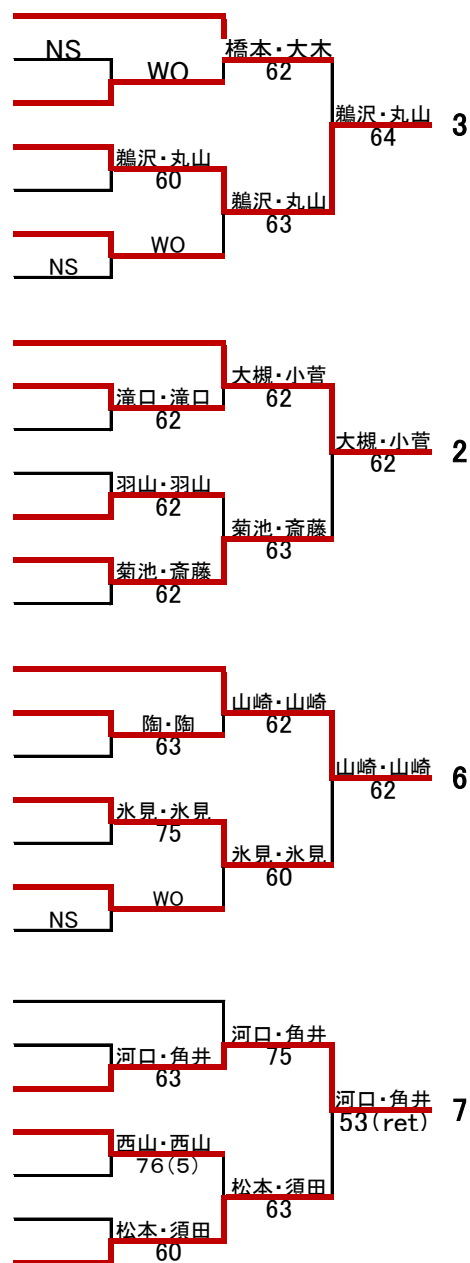 NS
WO
橋本・大木
62
鵜沢・丸山
64
3
鵜沢・丸山
60
鵜沢・丸山
63
WO
NS
大槻・小菅
62
滝口・滝口
62
大槻・小菅
62
2
羽山・羽山
62
菊池・斎藤
63
菊池・斎藤
62
山崎・山崎
62
陶・陶
63
山崎・山崎
62
6
氷見・氷見
75
氷見・氷見
60
WO
NS
河口・角井
75
河口・角井
63
河口・角井
53(ret)
7
西山・西山
76(5)
松本・須田
63
松本・須田
60